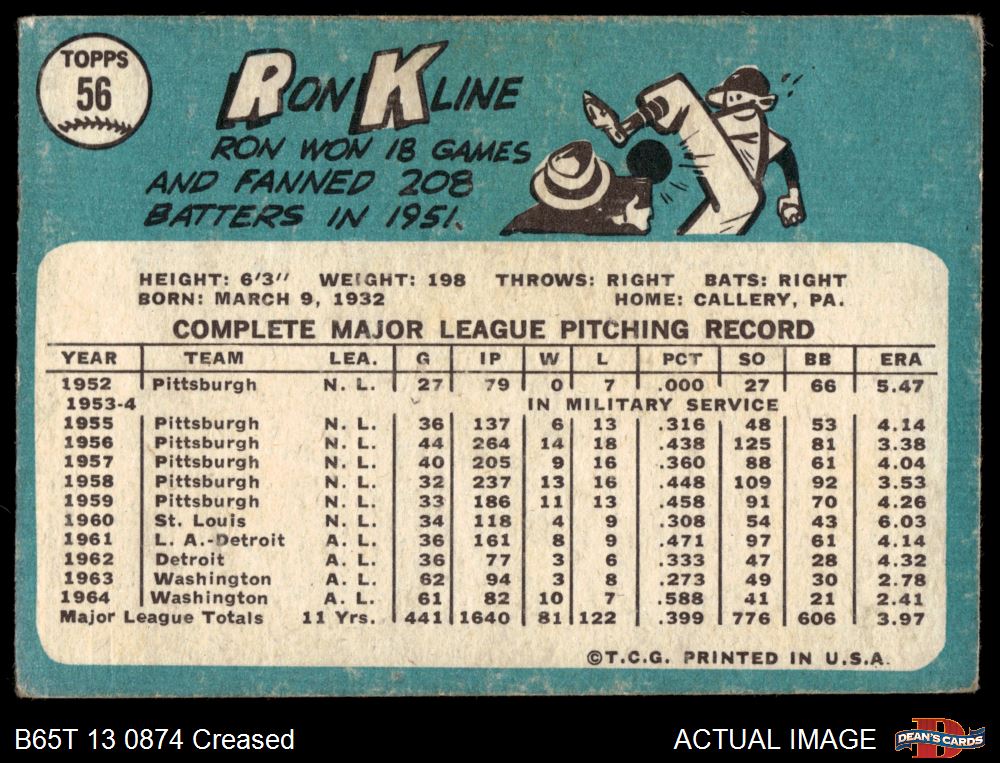 TOPPS
56
RON KLINE
RON WON 18 GAMES
AND FANNED 208
BATTERS IN 1951.
HEIGHT: 6'3" WEIGHT: 198 THROWS: RIGHT BATS: RIGHT
BORN: MARCH 9, 1932 HOME: CALLERY, PA.
COMPLETE MAJOR LEAGUE PITCHING RECORD
YEAR TEAM LEA. G IP W L PCT SO BB ERA
1952 Pittsburgh N. L. 27 79 0 7 .000 27 66 5.47
1953-4 IN MILITARY SERVICE
1955 Pittsburgh N. L. 36 137 6 13 .316 48 53 4.14
1956 Pittsburgh N. L. 44 264 14 18 .438 125 81 3.38
1957 Pittsburgh N. L. 40 205 9 16 .360 88 61 4.04
1958 Pittsburgh N. L. 32 237 13 16 .448 109 92 3.53
1959 Pittsburgh N. L. 33 186 11 13 .458 91 70 4.26
1960 St. Louis N. L. 34 118 4 9 .308 54 43 6.03
1961 L. A.-Detroit A. L. 36 161 8 9 .471 97 61 4.14
1962 Detroit A. L. 36 77 3 6 .333 47 28 4.32
1963 Washington A. L. 62 94 3 8 .273 49 30 2.78
1964 Washington A. L. 61 82 10 7 .588 41 21 2.41
Major League Totals 11 Yrs. 441 1640 81 122 .399 776 606 3.97
©T.C.G. PRINTED IN U.S.A.
B65T 13 0874 Creased ACTUAL IMAGE
DEAN'S CARDS